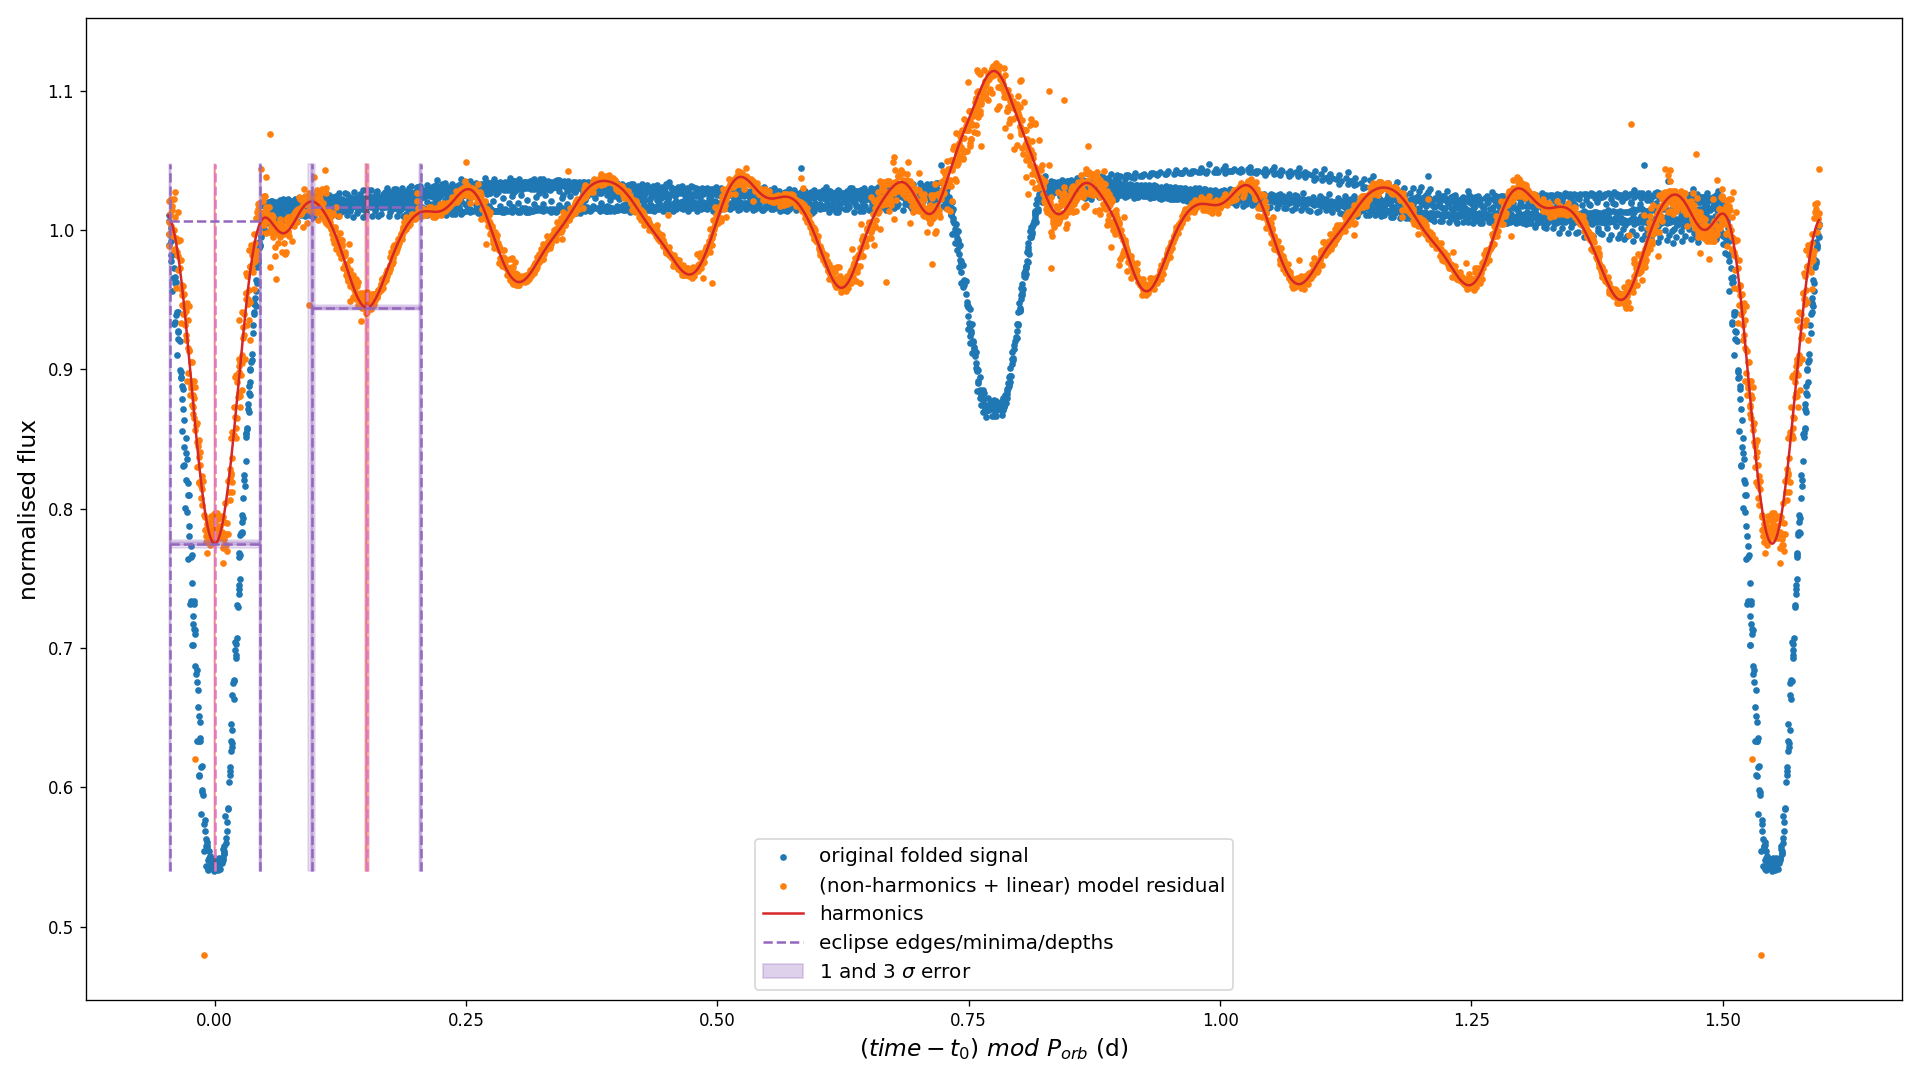 1.1
1.0
0.9
0.8
0.7
0.6
0.5
normalised flux
0.00 0.25 0.50 0.75 1.00 1.25 1.50
(time − t₀) mod Pₒᵣᵦ (d)
original folded signal
(non-harmonics + linear) model residual
harmonics
eclipse edges/minima/depths
1 and 3 σ error